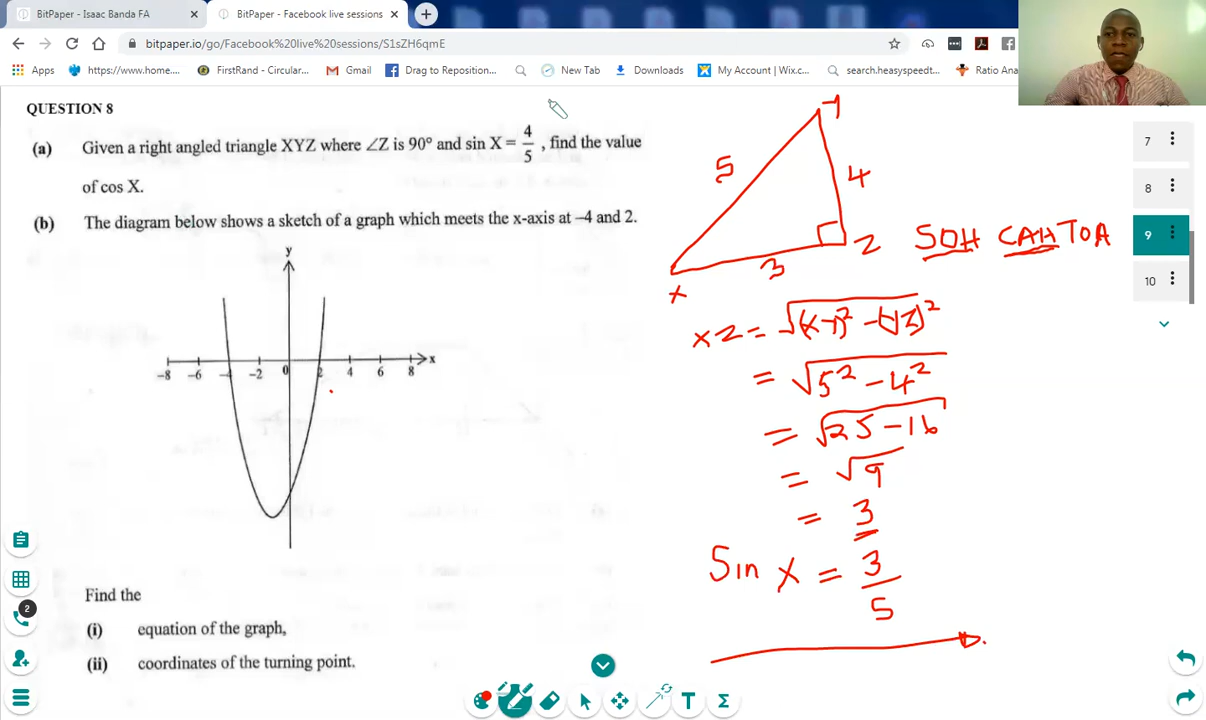 BitPaper - Isaac Banda FA
BitPaper - Facebook live sessions
bitpaper.io/go/Facebook%20live%20sessions/S1sZH6qmE
Apps https://www.home.... FirstRand - Circular... Gmail Drag to Reposition... New Tab Downloads My Account | Wix.c... search.heasyspeedt... Ratio Ana
QUESTION 8
(a) Given a right angled triangle XYZ where ∠Z is 90° and sin X = 4/5 , find the value
of cos X.
(b) The diagram below shows a sketch of a graph which meets the x-axis at –4 and 2.
y
-8 -6 -4 -2 0 2 4 6 8 x
Find the
(i) equation of the graph,
(ii) coordinates of the turning point.
Y
5
4
Z
3
X
SOH CAHTOA
XZ = √(XY)² - (YZ)²
= √5² - 4²
= √25 - 16
= √9
= 3
Sin X = 3/5
7
8
9
10
2
T Σ